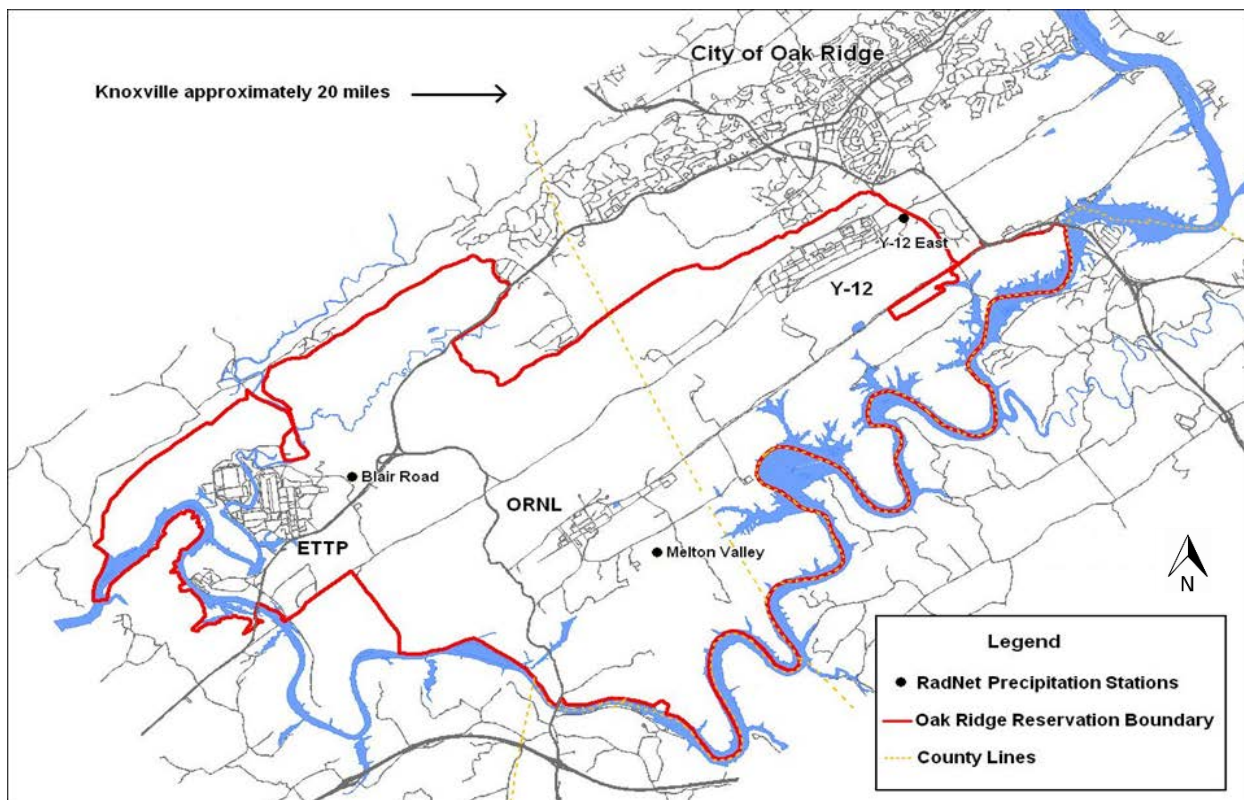 City of Oak Ridge
Knoxville approximately 20 miles
Y-12 East
Y-12
Blair Road
ORNL
ETTP
Melton Valley
N
Legend
RadNet Precipitation Stations
Oak Ridge Reservation Boundary
County Lines